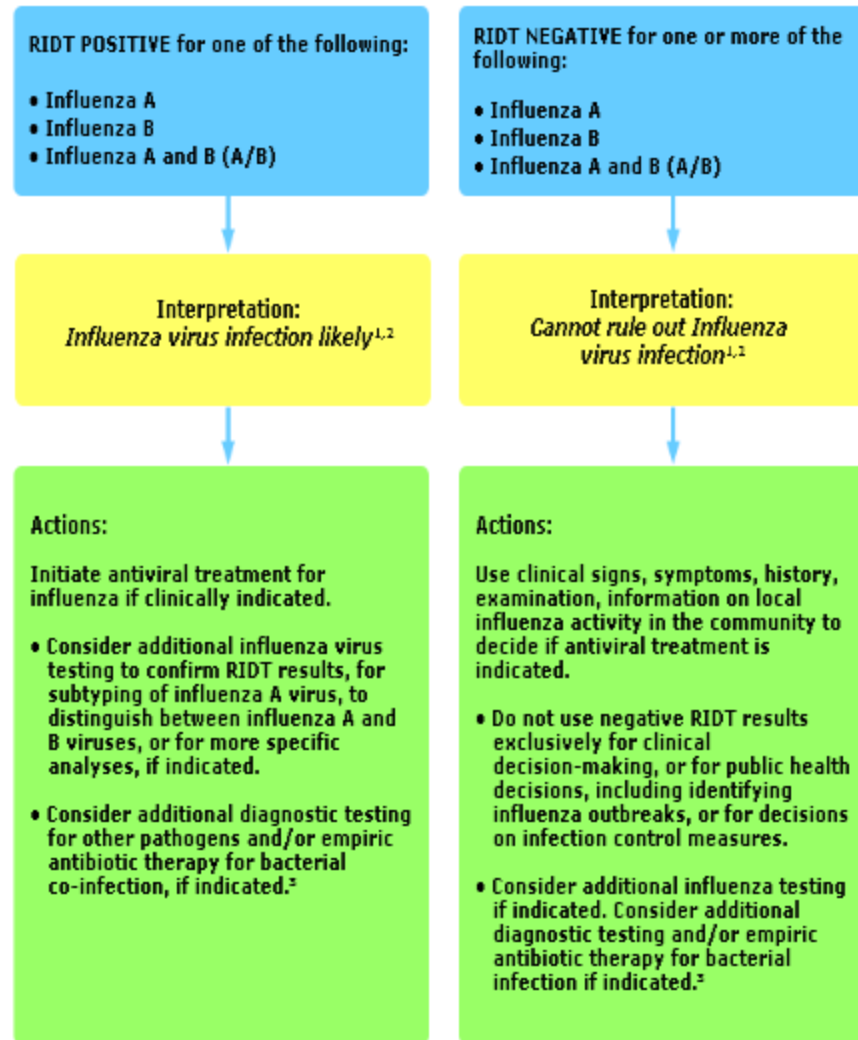 RIDT POSITIVE for one of the following:
• Influenza A
• Influenza B
• Influenza A and B (A/B)
Interpretation:
Influenza virus infection likely¹,²
Actions:
Initiate antiviral treatment for
influenza if clinically indicated.
• Consider additional influenza virus
testing to confirm RIDT results, for
subtyping of influenza A virus, to
distinguish between influenza A and
B viruses, or for more specific
analyses, if indicated.
• Consider additional diagnostic testing
for other pathogens and/or empiric
antibiotic therapy for bacterial
co-infection, if indicated.³
RIDT NEGATIVE for one or more of the
following:
• Influenza A
• Influenza B
• Influenza A and B (A/B)
Interpretation:
Cannot rule out Influenza
virus infection¹,²
Actions:
Use clinical signs, symptoms, history,
examination, information on local
influenza activity in the community to
decide if antiviral treatment is
indicated.
• Do not use negative RIDT results
exclusively for clinical
decision-making, or for public health
decisions, including identifying
influenza outbreaks, or for decisions
on infection control measures.
• Consider additional influenza testing
if indicated. Consider additional
diagnostic testing and/or empiric
antibiotic therapy for bacterial
infection if indicated.³